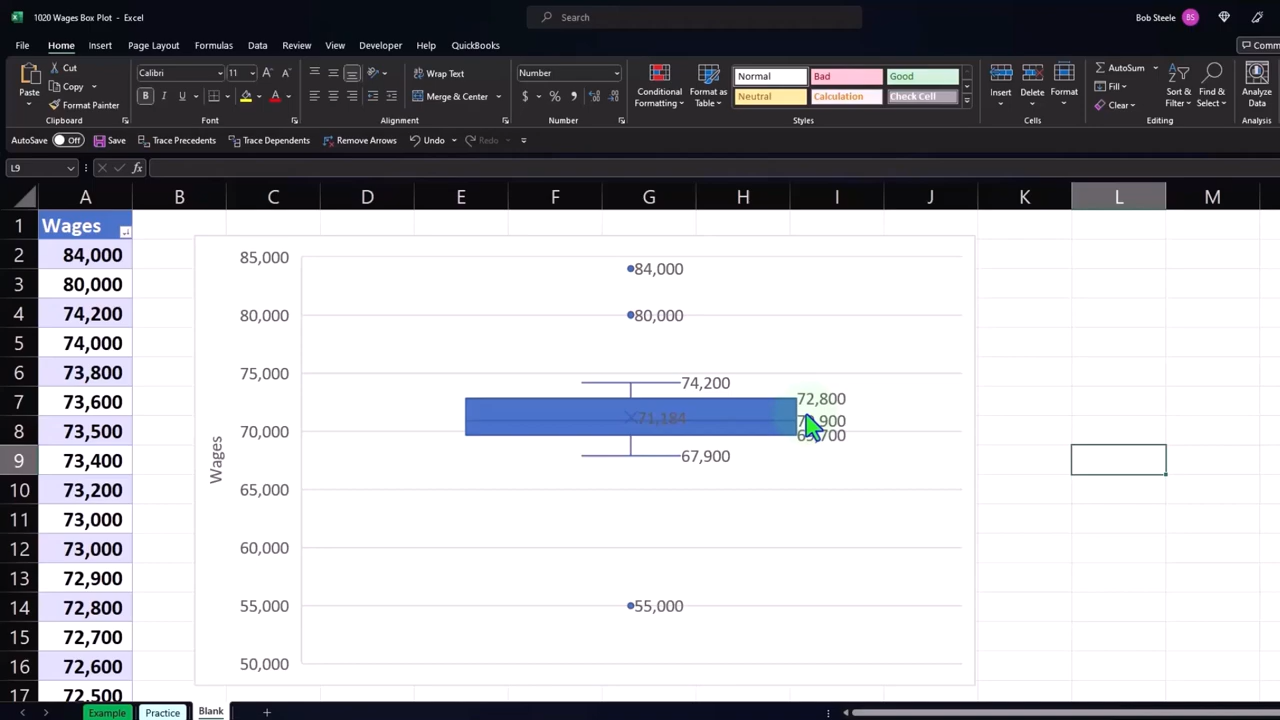 1020 Wages Box Plot - Excel
Search
Bob Steele
BS
File Home Insert Page Layout Formulas Data Review View Developer Help QuickBooks
Comm
Paste
Cut
Copy
Format Painter
Clipboard
Calibri 11
B I U
Font
Wrap Text
Merge & Center
Alignment
Number
$ % 9
Number
Conditional Formatting
Format as Table
Normal Bad Good
Neutral Calculation Check Cell
Styles
Insert Delete Format
Cells
AutoSum
Fill
Clear
Sort & Filter
Find & Select
Editing
Analyze Data
Analysis
AutoSave Off Save Trace Precedents Trace Dependents Remove Arrows Undo Redo
L9
fx
A B C D E F G H I J K L M
1 Wages
2 84,000
3 80,000
4 74,200
5 74,000
6 73,800
7 73,600
8 73,500
9 73,400
10 73,200
11 73,000
12 73,000
13 72,900
14 72,800
15 72,700
16 72,600
17 72,500
Wages
85,000
80,000
75,000
70,000
65,000
60,000
55,000
50,000
84,000
80,000
74,200
72,800
71,184
67,900
55,000
Example Practice Blank